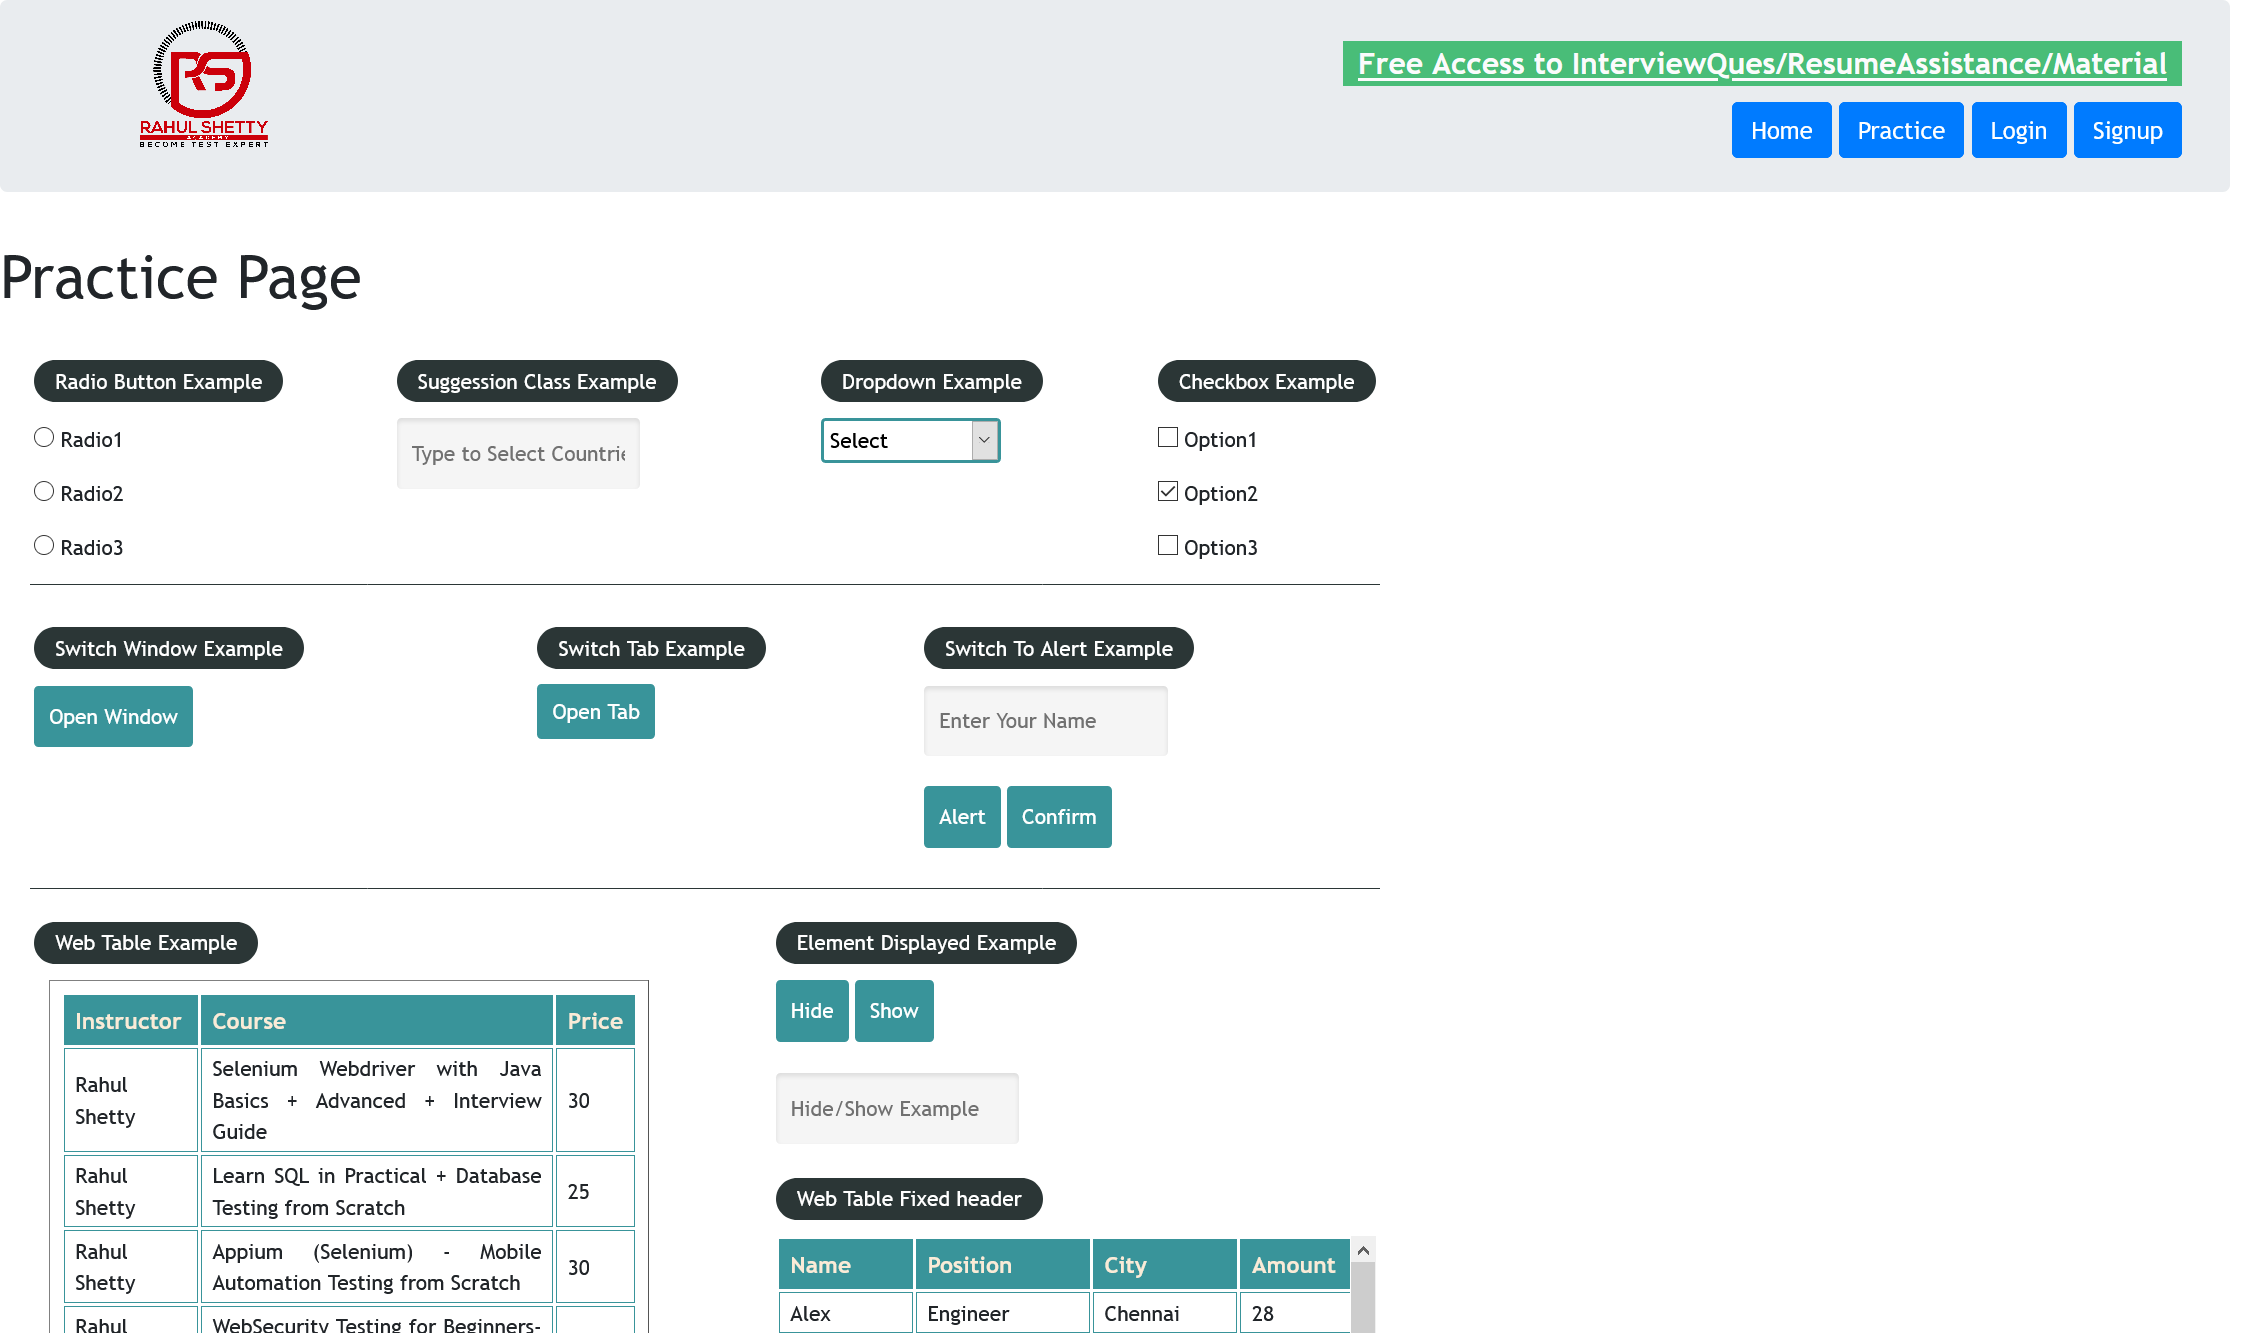 RAHUL SHETTY
ACADEMY
BECOME TEST EXPERT
Free Access to InterviewQues/ResumeAssistance/Material
Home Practice Login Signup
Practice Page
Radio Button Example
Radio1
Radio2
Radio3
Suggession Class Example
Type to Select Countrie
Dropdown Example
Select
Checkbox Example
Option1
Option2
Option3
Switch Window Example
Open Window
Switch Tab Example
Open Tab
Switch To Alert Example
Enter Your Name
Alert Confirm
Web Table Example
Instructor Course Price
Rahul Shetty Selenium Webdriver with Java
Basics + Advanced + Interview
Guide 30
Rahul Shetty Learn SQL in Practical + Database
Testing from Scratch 25
Rahul Shetty Appium (Selenium) - Mobile
Automation Testing from Scratch 30
Rahul WebSecurity Testing for Beginners-
Element Displayed Example
Hide Show
Hide/Show Example
Web Table Fixed header
Name Position City Amount
Alex Engineer Chennai 28